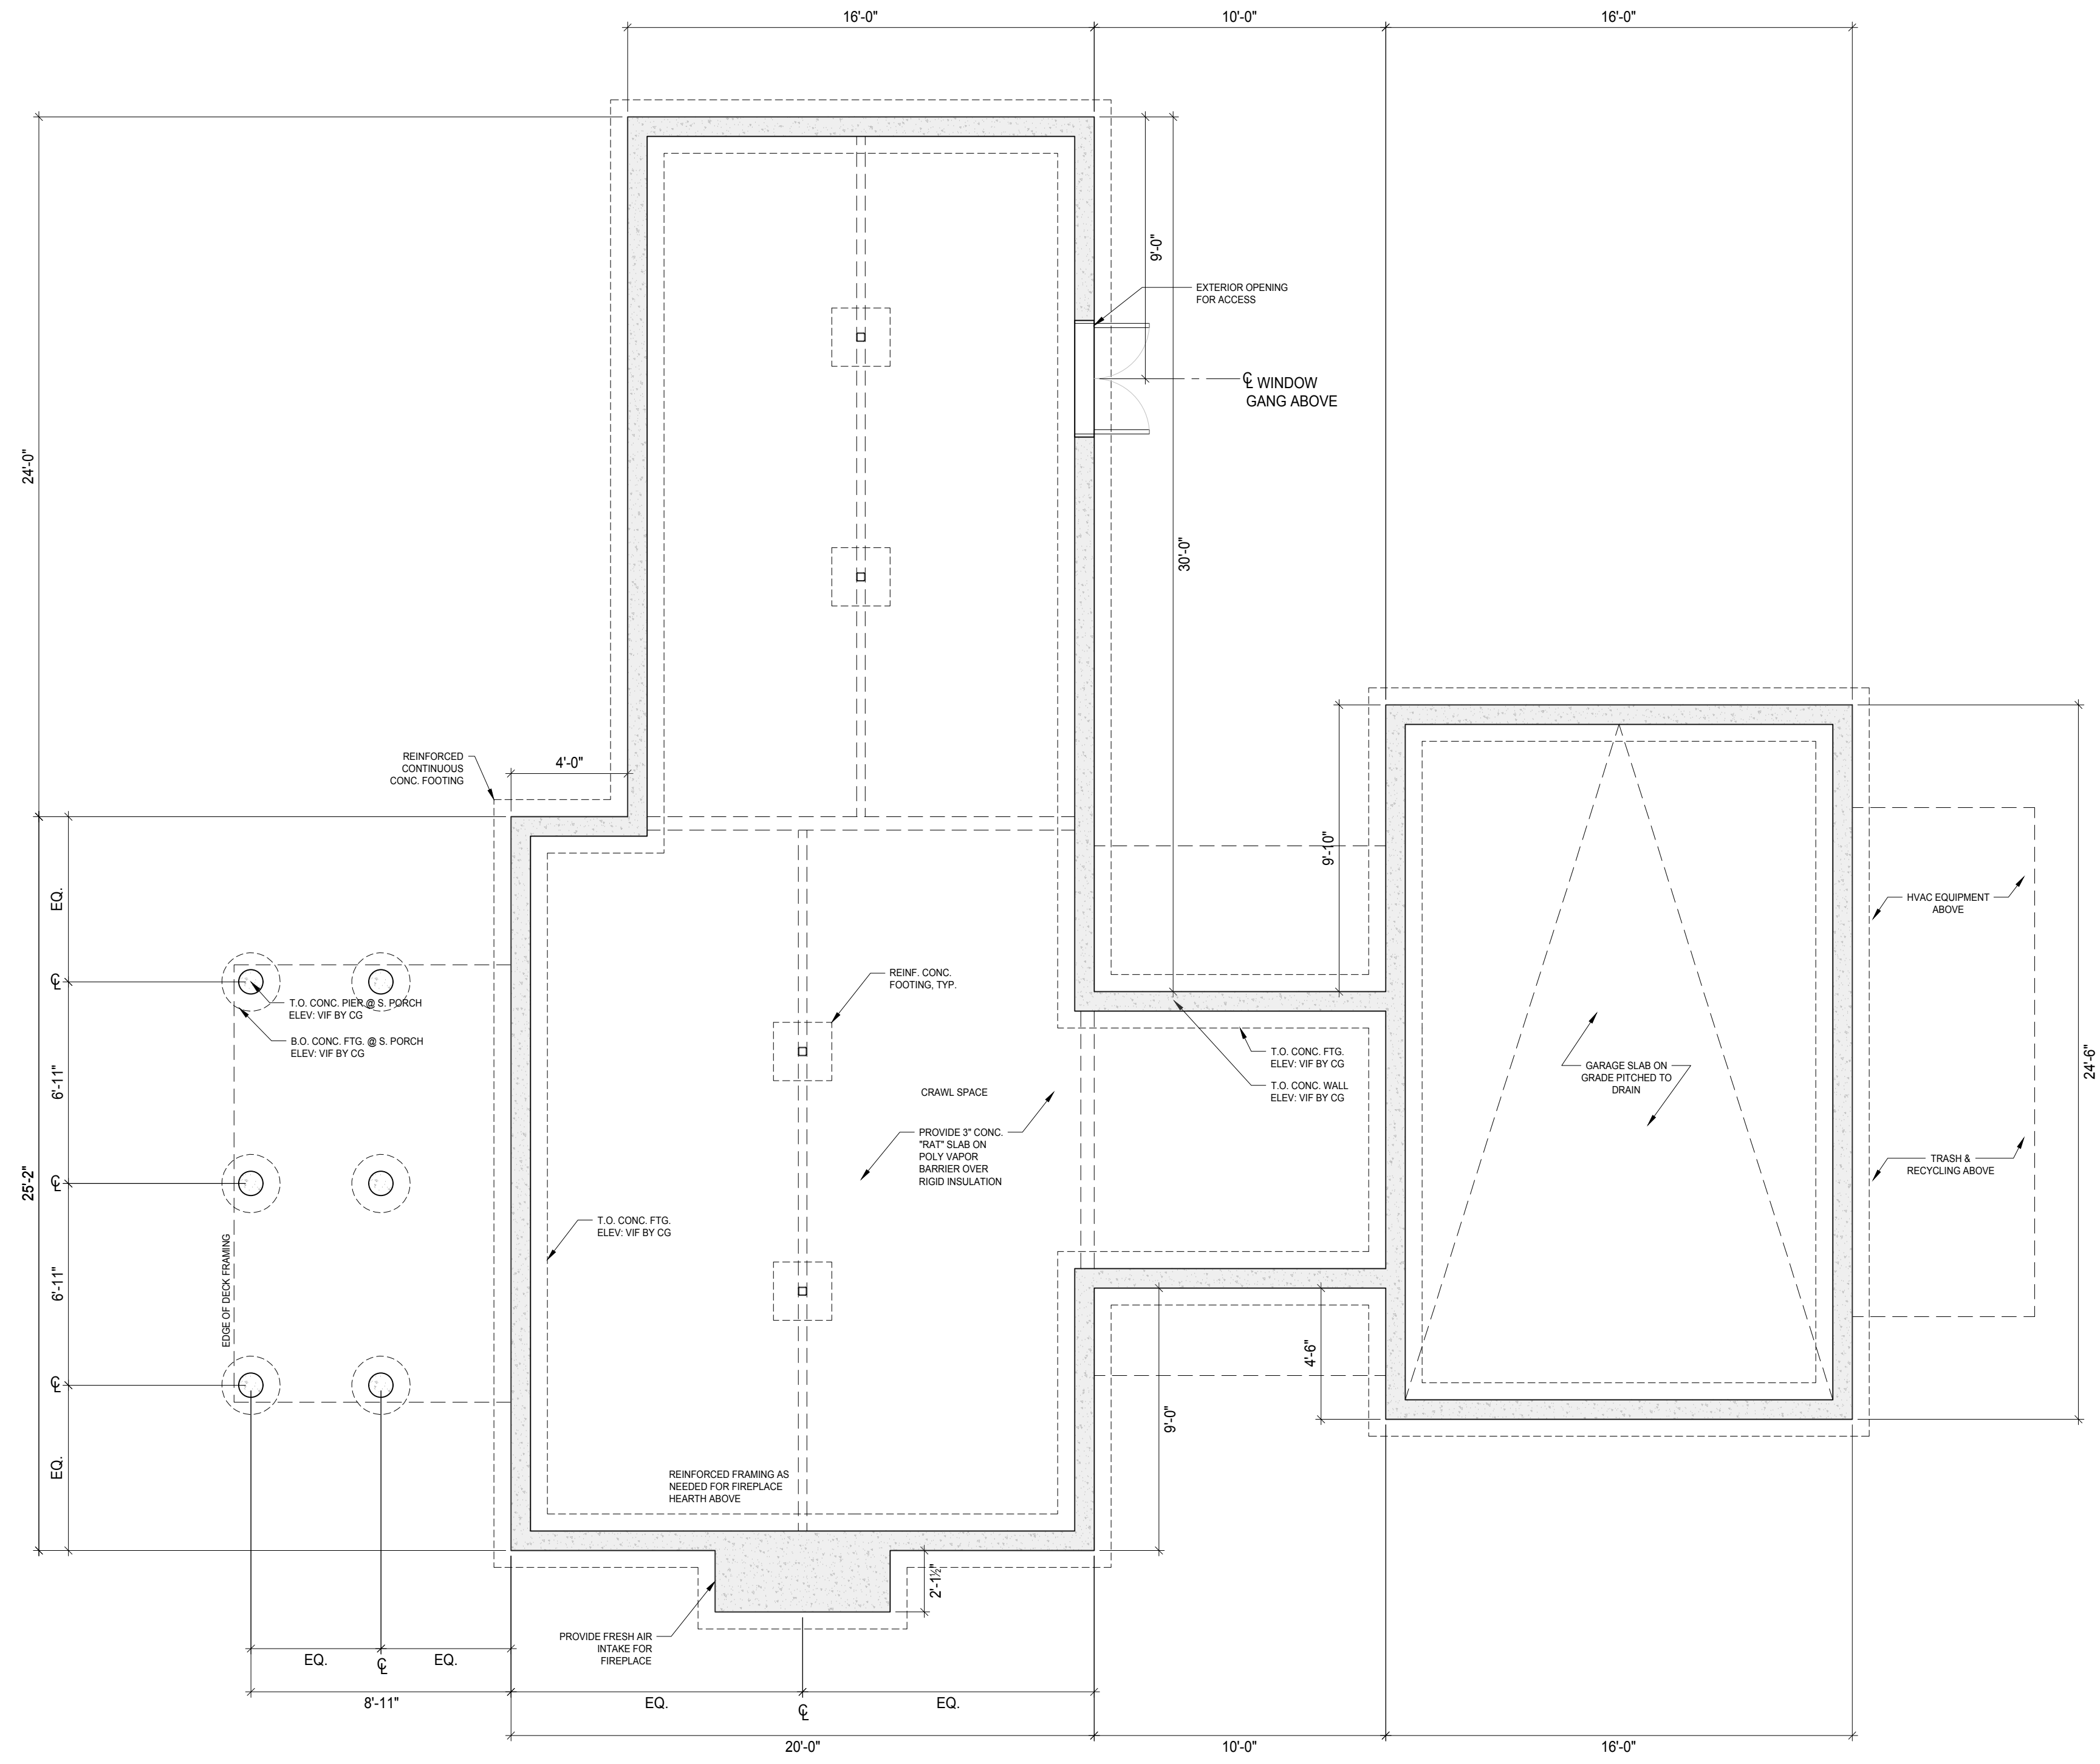 16'-0"
10'-0"
16'-0"
24'-0"
9'-0"
EXTERIOR OPENING
FOR ACCESS
℄ WINDOW
GANG ABOVE
30'-0"
REINFORCED
CONTINUOUS
CONC. FOOTING
4'-0"
9'-10"
EQ.
HVAC EQUIPMENT
ABOVE
℄
T.O. CONC. PIER @ S. PORCH
ELEV: VIF BY CG
B.O. CONC. FTG. @ S. PORCH
ELEV: VIF BY CG
REINF. CONC.
FOOTING, TYP.
6'-11"
CRAWL SPACE
T.O. CONC. FTG.
ELEV: VIF BY CG
T.O. CONC. WALL
ELEV: VIF BY CG
GARAGE SLAB ON
GRADE PITCHED TO
DRAIN
24'-6"
25'-2"
℄
PROVIDE 3" CONC.
"RAT" SLAB ON
POLY VAPOR
BARRIER OVER
RIGID INSULATION
TRASH &
RECYCLING ABOVE
T.O. CONC. FTG.
ELEV: VIF BY CG
6'-11"
EDGE OF DECK FRAMING
4'-6"
℄
9'-0"
EQ.
REINFORCED FRAMING AS
NEEDED FOR FIREPLACE
HEARTH ABOVE
2'-1½"
PROVIDE FRESH AIR
INTAKE FOR
FIREPLACE
EQ.
℄
EQ.
8'-11"
EQ.
℄
EQ.
20'-0"
10'-0"
16'-0"